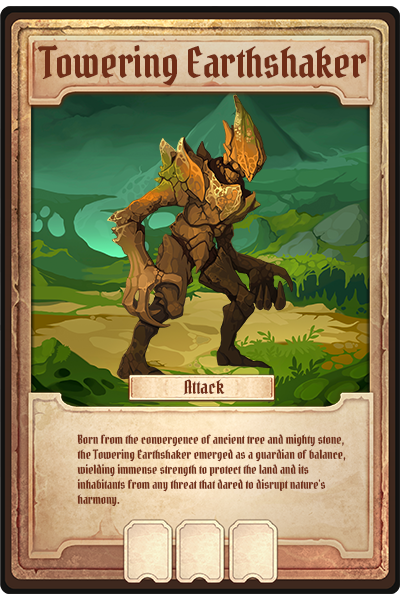 Towering Earthshaker
Attack
Born from the convergence of ancient tree and mighty stone,
the Towering Earthshaker emerged as a guardian of balance,
wielding immense strength to protect the land and its
inhabitants from any threat that dared to disrupt nature's
harmony.